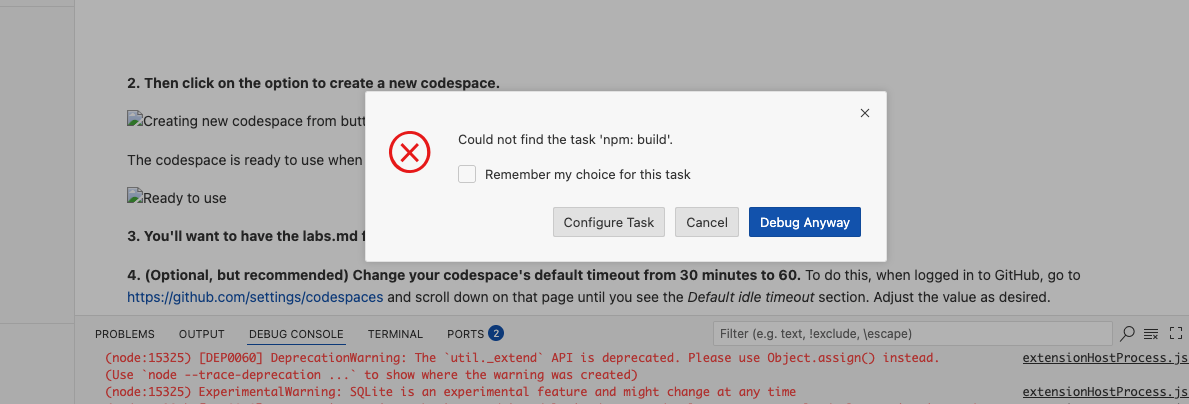 2. Then click on the option to create a new codespace.
Creating new codespace from butt
Could not find the task 'npm: build'.
The codespace is ready to use when
Remember my choice for this task
Ready to use
Configure Task
Cancel
Debug Anyway
3. You'll want to have the labs.md f
4. (Optional, but recommended) Change your codespace's default timeout from 30 minutes to 60. To do this, when logged in to GitHub, go to
https://github.com/settings/codespaces and scroll down on that page until you see the Default idle timeout section. Adjust the value as desired.
PROBLEMS OUTPUT DEBUG CONSOLE TERMINAL PORTS 2 Filter (e.g. text, !exclude, \escape)
(node:15325) [DEP0060] DeprecationWarning: The `util._extend` API is deprecated. Please use Object.assign() instead. extensionHostProcess.js
(Use `node --trace-deprecation ...` to show where the warning was created)
(node:15325) ExperimentalWarning: SQLite is an experimental feature and might change at any time extensionHostProcess.js